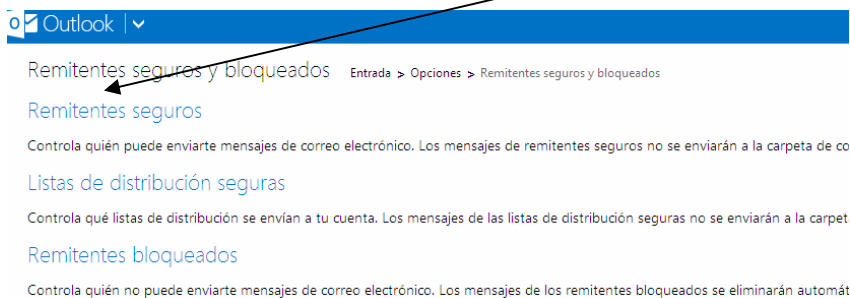 Outlook
Remitentes seguros y bloqueados Entrada > Opciones > Remitentes seguros y bloqueados
Remitentes seguros
Controla quién puede enviarte mensajes de correo electrónico. Los mensajes de remitentes seguros no se enviarán a la carpeta de co
Listas de distribución seguras
Controla qué listas de distribución se envían a tu cuenta. Los mensajes de las listas de distribución seguras no se enviarán a la carpet
Remitentes bloqueados
Controla quién no puede enviarte mensajes de correo electrónico. Los mensajes de los remitentes bloqueados se eliminarán automát